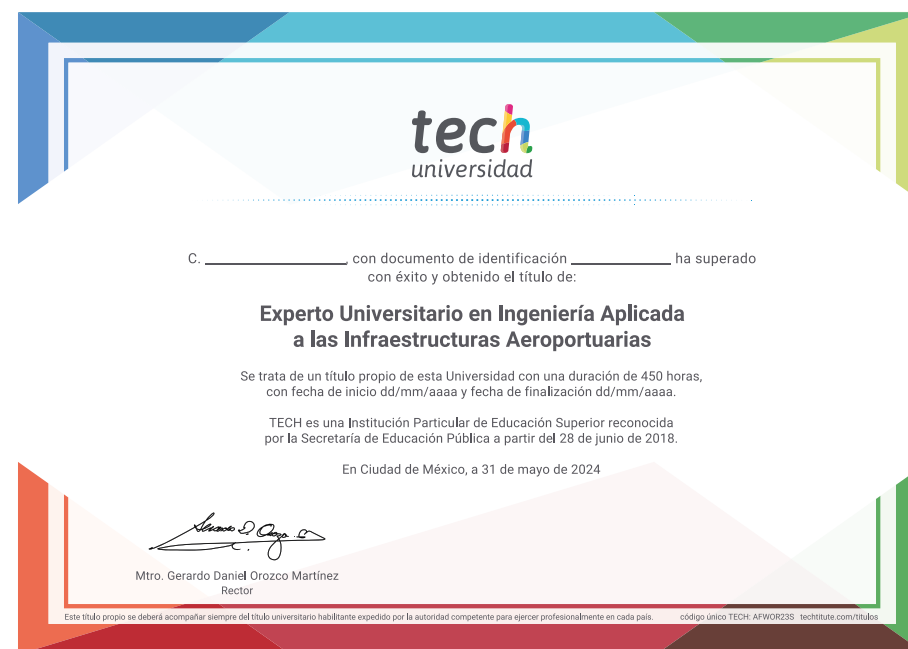 tech
universidad
C. ____________, con documento de identificación ____________ ha superado
con éxito y obtenido el título de:
Experto Universitario en Ingeniería Aplicada
a las Infraestructuras Aeroportuarias
Se trata de un título propio de esta Universidad con una duración de 450 horas,
con fecha de inicio dd/mm/aaaa y fecha de finalización dd/mm/aaaa.
TECH es una Institución Particular de Educación Superior reconocida
por la Secretaría de Educación Pública a partir del 28 de junio de 2018.
En Ciudad de México, a 31 de mayo de 2024
Mtro. Gerardo Daniel Orozco Martínez
Rector
Este título propio se deberá acompañar siempre del título universitario habilitante expedido por la autoridad competente para ejercer profesionalmente en cada país. código único TECH: AFWOR23S techtitute.com/titulos